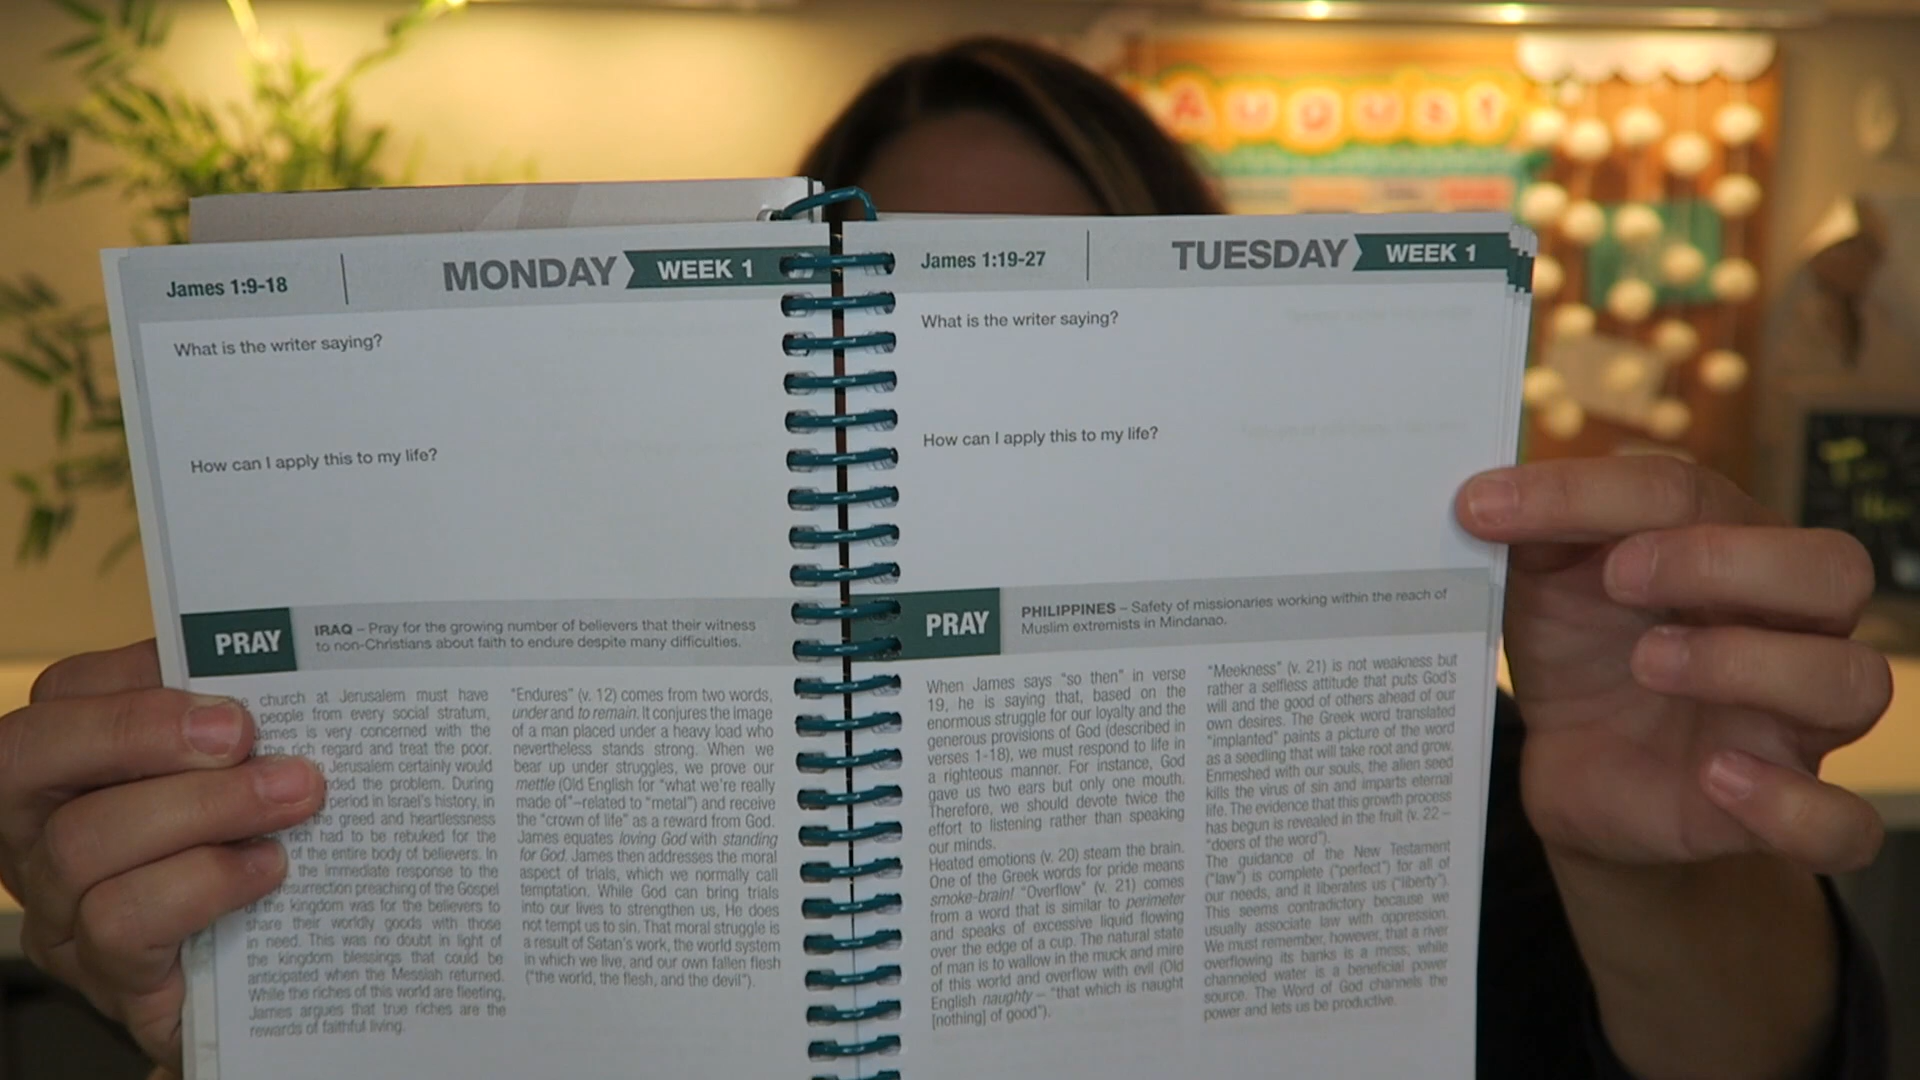 August
James 1:9-18
MONDAY
WEEK 1
What is the writer saying?
How can I apply this to my life?
PRAY
IRAQ – Pray for the growing number of believers that their witness
to non-Christians about faith to endure despite many difficulties.
church at Jerusalem must have
people from every social stratum,
James is very concerned with the
the rich regard and treat the poor.
in Jerusalem certainly would
the problem. During
period in Israel's history, in
the greed and heartlessness
rich had to be rebuked for the
of the entire body of believers. In
the immediate response to the
resurrection preaching of the Gospel
of the kingdom was for the believers to
share their worldly goods with those
in need. This was no doubt in light of
the kingdom blessings that could be
anticipated when the Messiah returned.
While the riches of this world are fleeting,
James argues that true riches are the
rewards of faithful living.
"Endures" (v. 12) comes from two words,
under and to remain. It conjures the image
of a man placed under a heavy load who
nevertheless stands strong. When we
bear up under struggles, we prove our
mettle (Old English for "what we're really
made of"–related to "metal") and receive
the "crown of life" as a reward from God.
James equates loving God with standing
for God. James then addresses the moral
aspect of trials, which we normally call
temptation. While God can bring trials
into our lives to strengthen us, He does
not tempt us to sin. That moral struggle is
a result of Satan's work, the world system
in which we live, and our own fallen flesh
("the world, the flesh, and the devil").
James 1:19-27
TUESDAY
WEEK 1
What is the writer saying?
How can I apply this to my life?
PRAY
PHILIPPINES – Safety of missionaries working within the reach of
Muslim extremists in Mindanao.
When James says "so then" in verse
19, he is saying that, based on the
enormous struggle for our loyalty and the
generous provisions of God (described in
verses 1-18), we must respond to life in
a righteous manner. For instance, God
gave us two ears but only one mouth.
Therefore, we should devote twice the
effort to listening rather than speaking
our minds.
Heated emotions (v. 20) steam the brain.
One of the Greek words for pride means
smoke-brain! "Overflow" (v. 21) comes
from a word that is similar to perimeter
and speaks of excessive liquid flowing
over the edge of a cup. The natural state
of man is to wallow in the muck and mire
of this world and overflow with evil (Old
English naughty – "that which is naught
[nothing] of good").
"Meekness" (v. 21) is not weakness but
rather a selfless attitude that puts God's
will and the good of others ahead of our
own desires. The Greek word translated
"implanted" paints a picture of the word
as a seedling that will take root and grow.
Enmeshed with our souls, the alien seed
kills the virus of sin and imparts eternal
life. The evidence that this growth process
has begun is revealed in the fruit (v. 22 –
"doers of the word").
The guidance of the New Testament
("law") is complete ("perfect") for all of
our needs, and it liberates us ("liberty").
This seems contradictory because we
usually associate law with oppression.
We must remember, however, that a river
overflowing its banks is a mess, while
channeled water is a beneficial power
source. The Word of God channels the
power and lets us be productive.